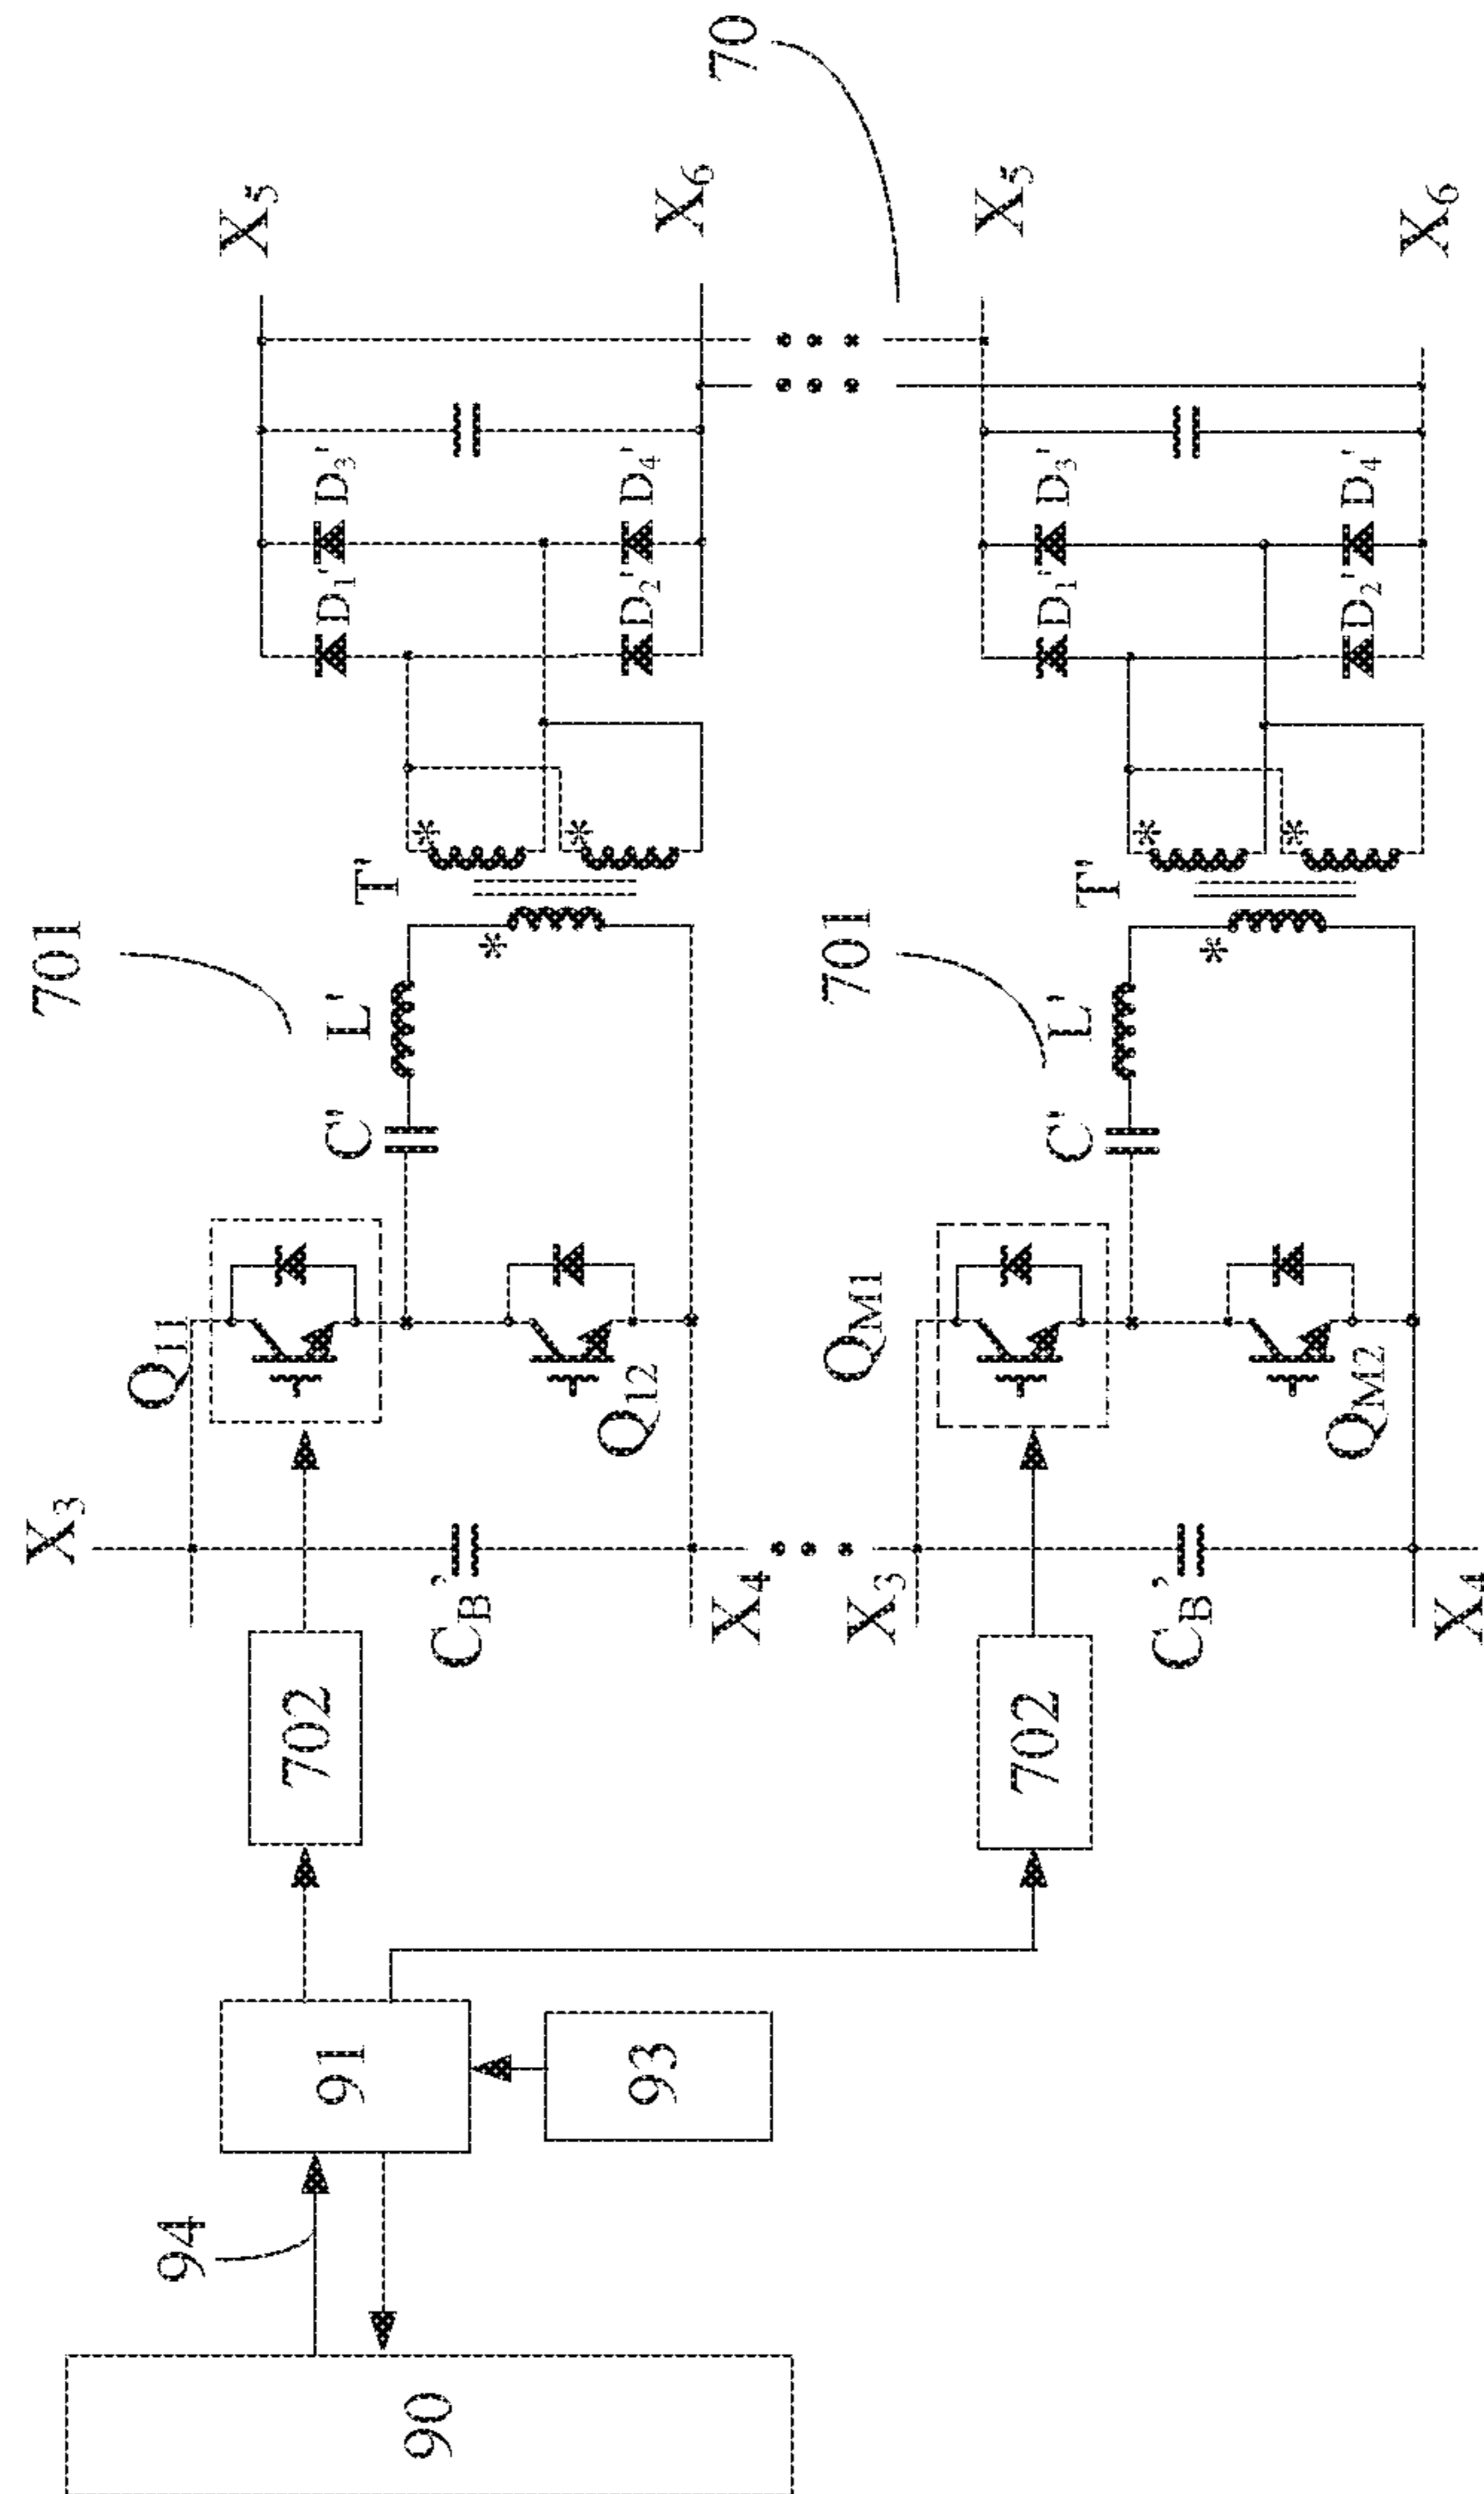 70
X5
X6
X5
X6
D3'
D4'
D3'
D4'
D1'
D2'
D1'
D2'
*
*
*
*
T'
T'
*
*
701
701
L'
L'
C'
C'
Q11
QM1
Q12
QM2
X3
X4
X3
X4
CB'
CB'
702
702
91
93
94
90